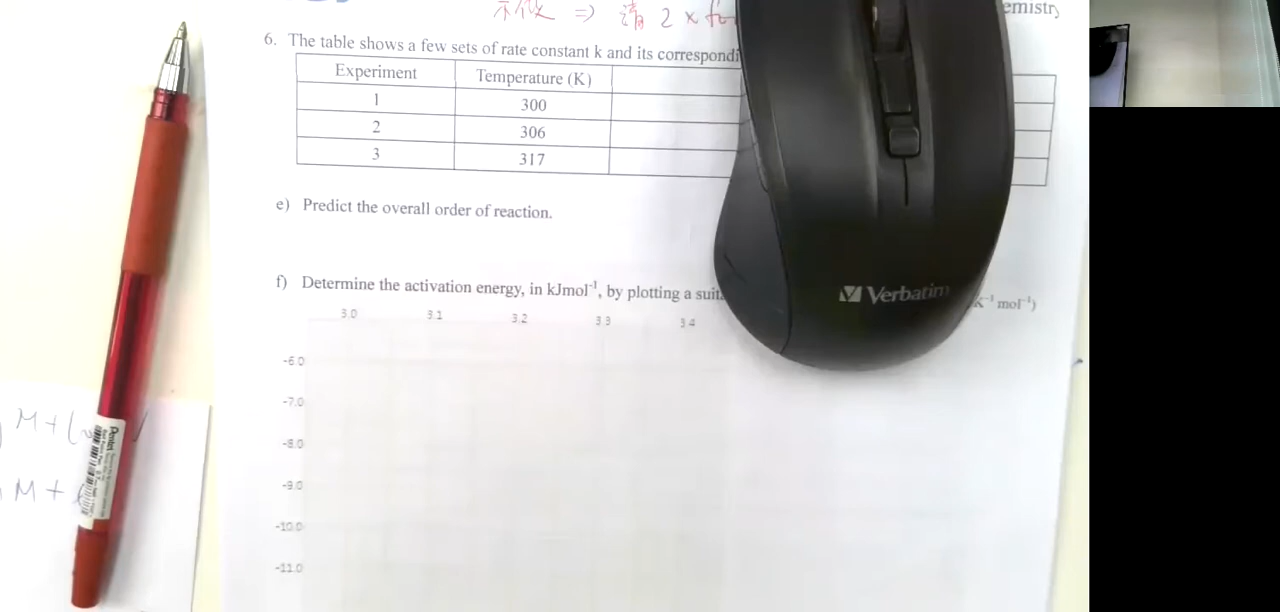 ⇒ 請 2 x for
emistry
6. The table shows a few sets of rate constant k and its correspondi
Experiment Temperature (K)
1 300
2 306
3 317
e) Predict the overall order of reaction.
f) Determine the activation energy, in kJmol⁻¹, by plotting a suit
K⁻¹ mol⁻¹)
3.0 3.1 3.2 3.3 3.4
-6.0
-7.0
-8.0
-9.0
-10.0
-11.0
Verbatim
Pentel
M + 
M +